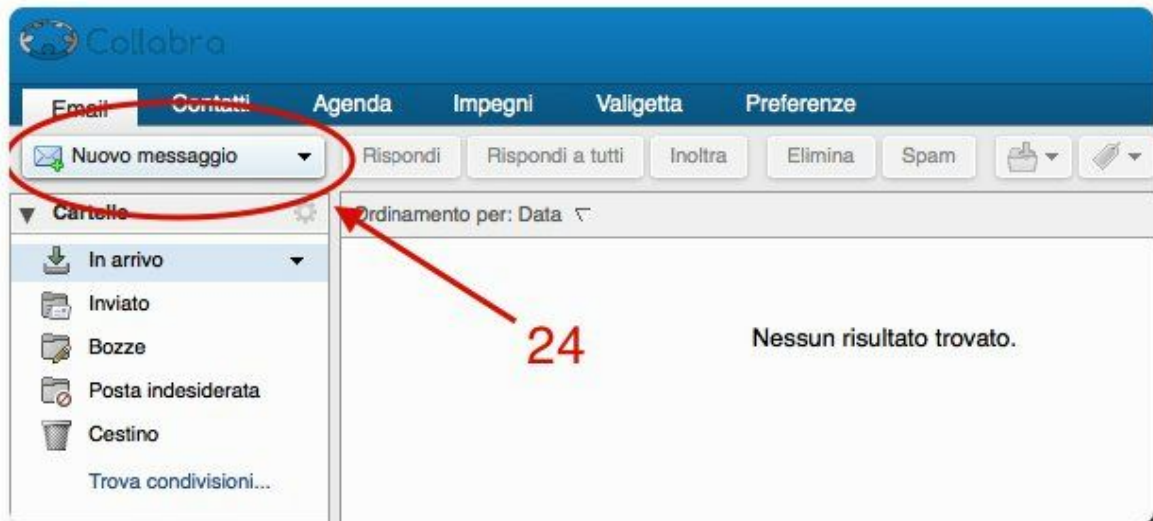 Collabra
Email Contatti Agenda Impegni Valigetta Preferenze
Nuovo messaggio Rispondi Rispondi a tutti Inoltra Elimina Spam
Cartelle Ordinamento per: Data
In arrivo
Inviato
24 Nessun risultato trovato.
Bozze
Posta indesiderata
Cestino
Trova condivisioni...